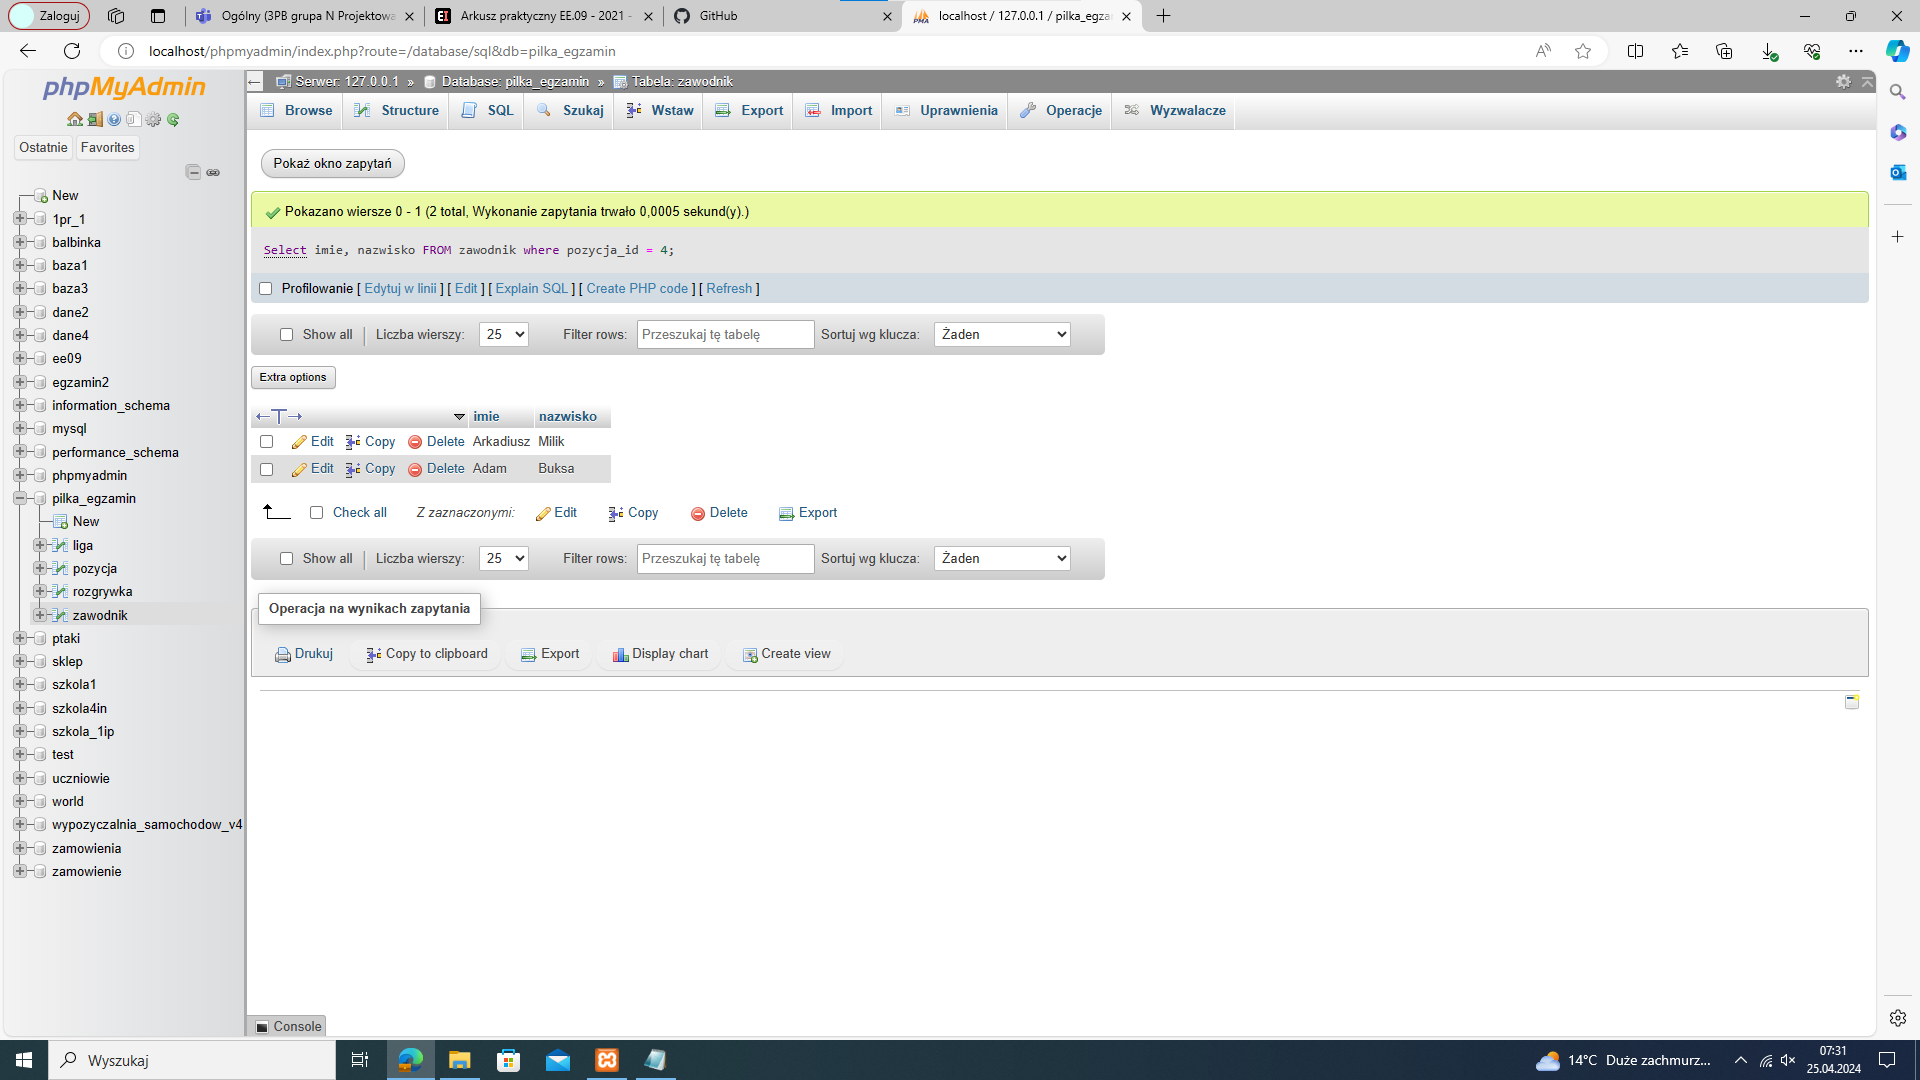 Zaloguj
Ogólny (3PB grupa N Projektowa
Arkusz praktyczny EE.09 - 2021 -
GitHub
localhost / 127.0.0.1 / pilka_egza
localhost/phpmyadmin/index.php?route=/database/sql&db=pilka_egzamin
phpMyAdmin
Ostatnie
Favorites
New
1pr_1
balbinka
baza1
baza3
dane2
dane4
ee09
egzamin2
information_schema
mysql
performance_schema
phpmyadmin
pilka_egzamin
New
liga
pozycja
rozgrywka
zawodnik
ptaki
sklep
szkola1
szkola4in
szkola_1ip
test
uczniowie
world
wypozyczalnia_samochodow_v4
zamowienia
zamowienie
Serwer: 127.0.0.1 » Database: pilka_egzamin » Tabela: zawodnik
Browse Structure SQL Szukaj Wstaw Export Import Uprawnienia Operacje Wyzwalacze
Pokaż okno zapytań
Pokazano wiersze 0 - 1 (2 total, Wykonanie zapytania trwało 0,0005 sekund(y).)
Select imie, nazwisko FROM zawodnik where pozycja_id = 4;
Profilowanie [ Edytuj w linii ] [ Edit ] [ Explain SQL ] [ Create PHP code ] [ Refresh ]
Show all | Liczba wierszy: 25 Filter rows: Przeszukaj tę tabelę Sortuj wg klucza: Żaden
Extra options
←T→ imie nazwisko
Edit Copy Delete Arkadiusz Milik
Edit Copy Delete Adam Buksa
Check all Z zaznaczonymi: Edit Copy Delete Export
Show all | Liczba wierszy: 25 Filter rows: Przeszukaj tę tabelę Sortuj wg klucza: Żaden
Operacja na wynikach zapytania
Drukuj Copy to clipboard Export Display chart Create view
Console
Wyszukaj
14°C Duże zachmurz...
07:31
25.04.2024